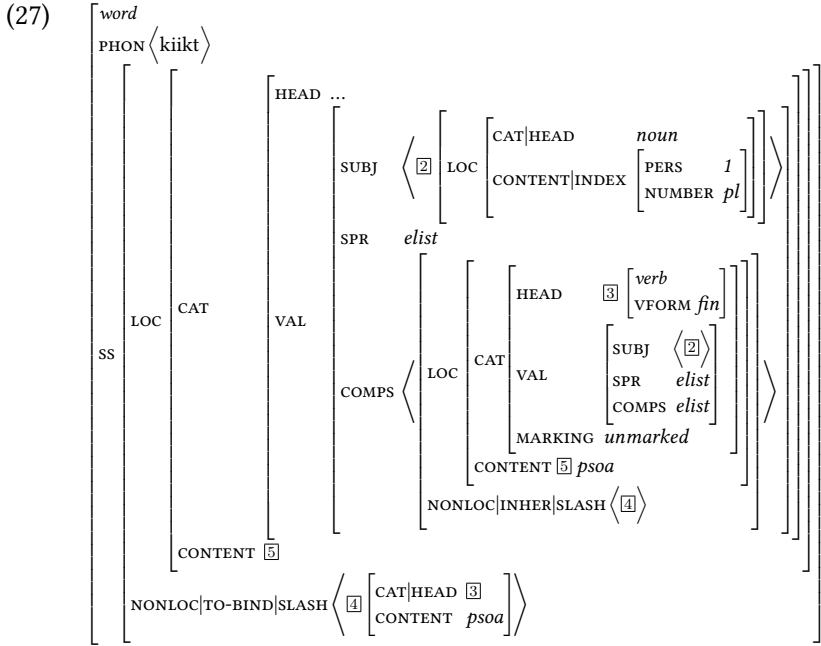 (27)
word
PHON ⟨kiikt⟩
HEAD ...
CAT|HEAD noun
SUBJ ⟨ 2 LOC CONTENT|INDEX PERS 1
NUMBER pl ⟩
SPR elist
HEAD 3 verb
VFORM fin
LOC CAT VAL
SUBJ ⟨ 2 ⟩
SS
COMPS ⟨ LOC CAT VAL SPR elist ⟩
COMPS elist
MARKING unmarked
CONTENT 5 psoa
NONLOC|INHER|SLASH ⟨ 4 ⟩
CONTENT 5
NONLOC|TO-BIND|SLASH ⟨ 4 CAT|HEAD 3
CONTENT psoa ⟩